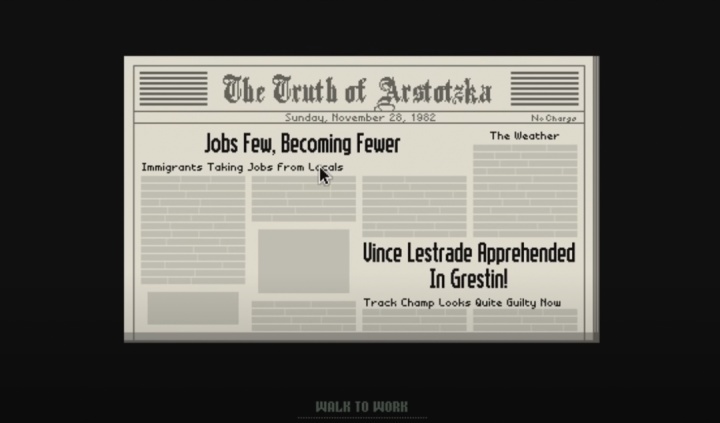 The Truth of Arstotzka
Sunday, November 28, 1982
No Charge
Jobs Few, Becoming Fewer
Immigrants Taking Jobs From Locals
The Weather
Vince Lestrade Apprehended
In Grestin!
Track Champ Looks Quite Guilty Now
WALK TO WORK